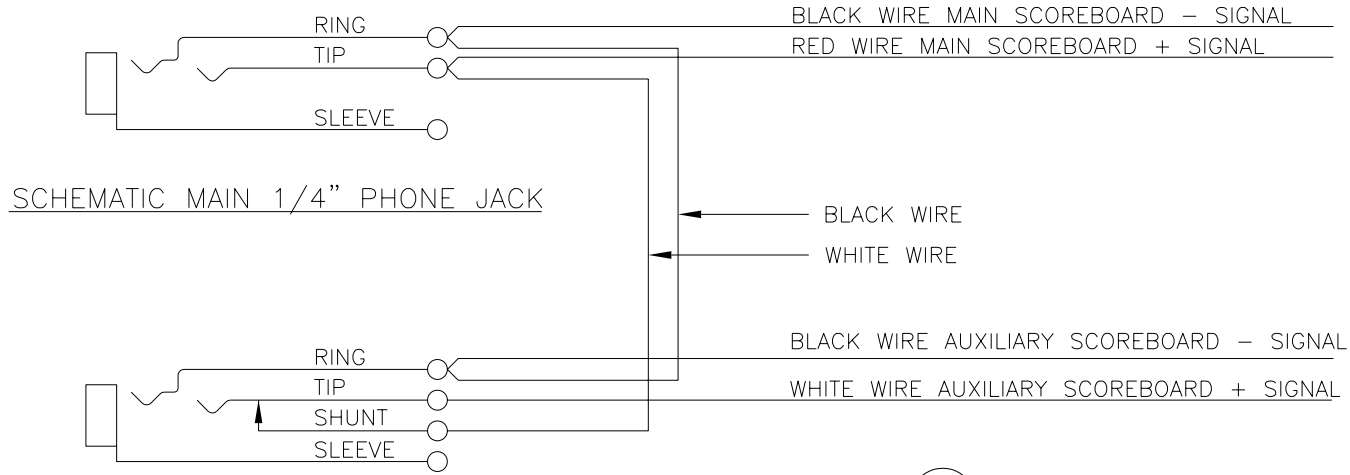 RING
BLACK WIRE MAIN SCOREBOARD – SIGNAL
TIP
RED WIRE MAIN SCOREBOARD + SIGNAL
SLEEVE
SCHEMATIC MAIN 1/4” PHONE JACK
BLACK WIRE
WHITE WIRE
RING
BLACK WIRE AUXILIARY SCOREBOARD – SIGNAL
TIP
WHITE WIRE AUXILIARY SCOREBOARD + SIGNAL
SHUNT
SLEEVE